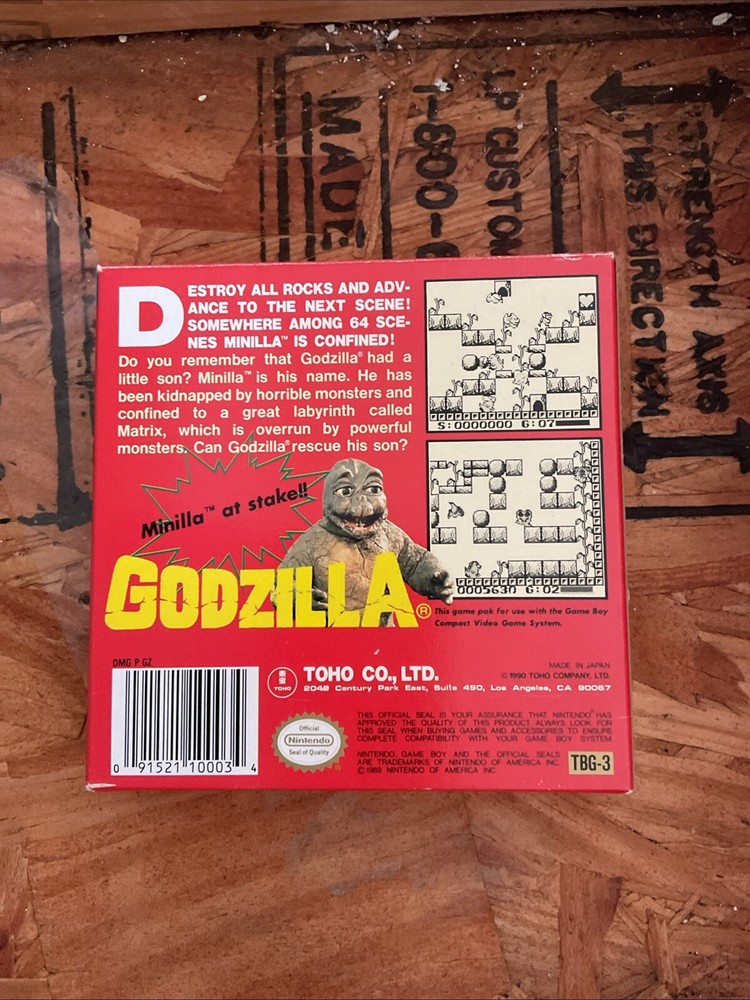 STRENGTH AXIS
THIS DIRECTION
LP CUSTOM
1-800-
MADE
DESTROY ALL ROCKS AND ADV-
ANCE TO THE NEXT SCENE!
SOMEWHERE AMONG 64 SCE-
NES MINILLA™ IS CONFINED!
Do you remember that Godzilla® had a
little son? Minilla™ is his name. He has
been kidnapped by horrible monsters and
confined to a great labyrinth called
Matrix, which is overrun by powerful
monsters. Can Godzilla® rescue his son?
S:0000000 G:07
Minilla™ at stake!!
0005630 G:02
GODZILLA®
This game pak for use with the Game Boy
Compact Video Game System.
DMG P GZ
MADE IN JAPAN
© 1990 TOHO COMPANY, LTD.
東宝
TOHO
TOHO CO., LTD.
2049 Century Park East, Suite 490, Los Angeles, CA 90067
Official
Nintendo
Seal of Quality
THIS OFFICIAL SEAL IS YOUR ASSURANCE THAT NINTENDO® HAS
APPROVED THE QUALITY OF THIS PRODUCT. ALWAYS LOOK FOR
THIS SEAL WHEN BUYING GAMES AND ACCESSORIES TO ENSURE
COMPLETE COMPATIBILITY WITH YOUR GAME BOY SYSTEM
NINTENDO, GAME BOY AND THE OFFICIAL SEALS
ARE TRADEMARKS OF NINTENDO OF AMERICA INC.
© 1989 NINTENDO OF AMERICA INC.
TBG-3
0 91521 10003 4